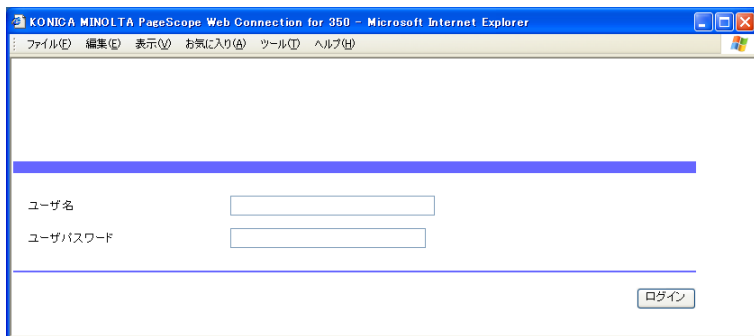 KONICA MINOLTA PageScope Web Connection for 350 - Microsoft Internet Explorer
ファイル(F) 編集(E) 表示(V) お気に入り(A) ツール(T) ヘルプ(H)
ユーザ名
ユーザパスワード
ログイン